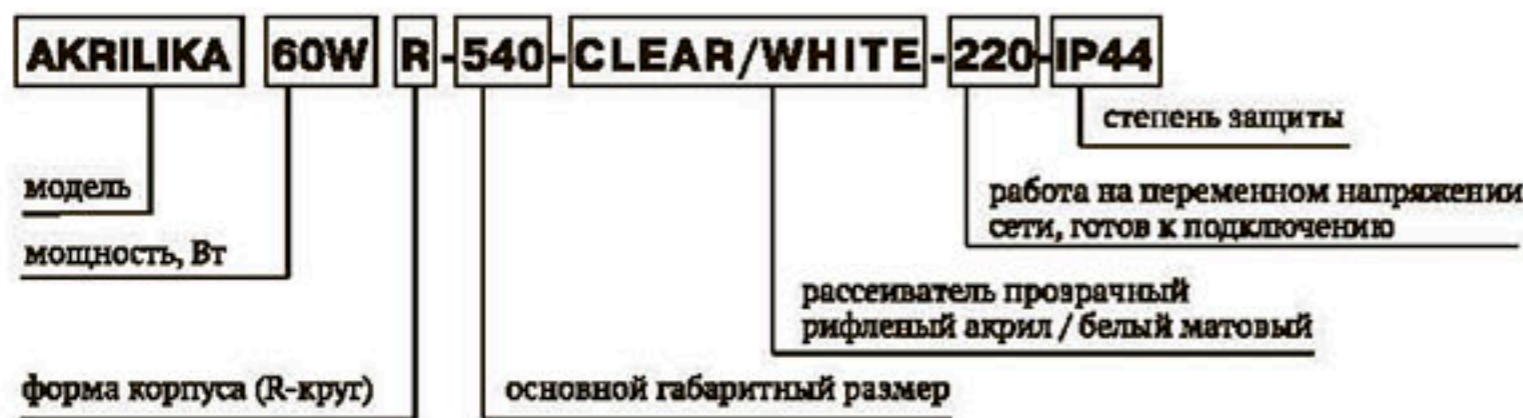 AKRILIKA 60W R-540-CLEAR/WHITE-220-IP44
степень защиты
модель
работа на переменном напряжении
сети, готов к подключению
мощность, Вт
рассеиватель прозрачный
рифленый акрил / белый матовый
форма корпуса (R-круг)
основной габаритный размер